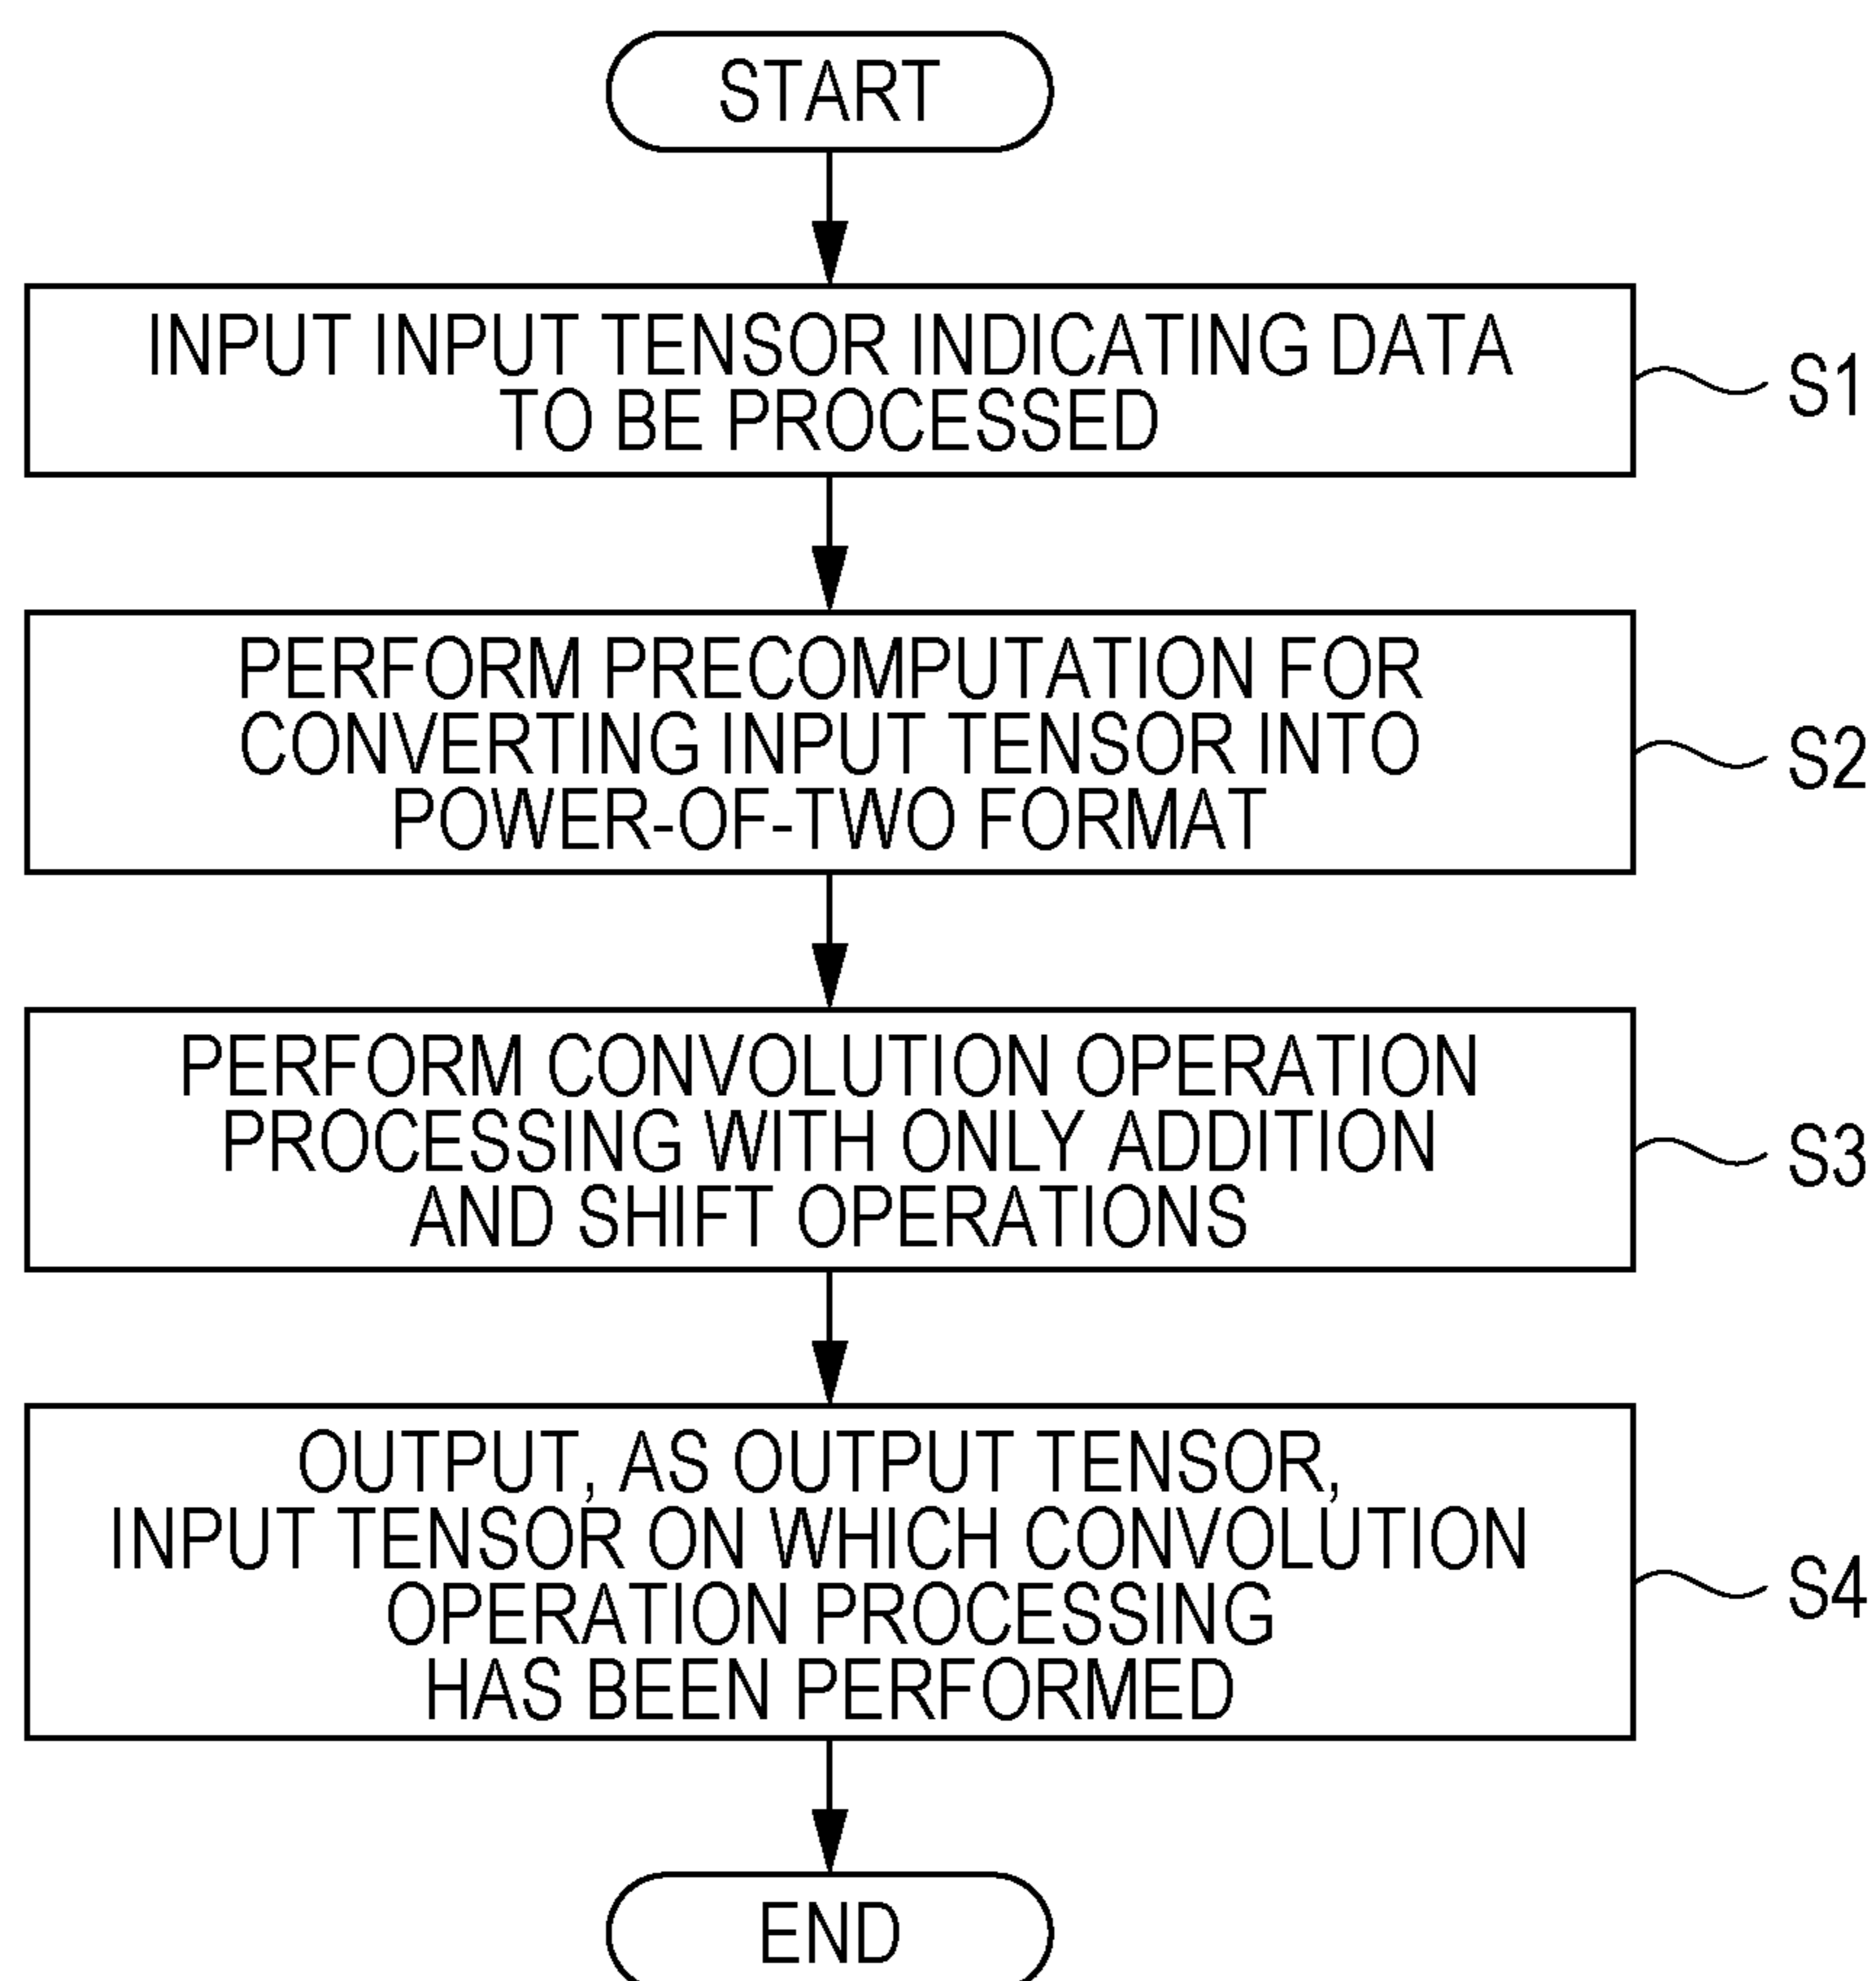 START
INPUT INPUT TENSOR INDICATING DATA
TO BE PROCESSED
S1
PERFORM PRECOMPUTATION FOR
CONVERTING INPUT TENSOR INTO
POWER-OF-TWO FORMAT
S2
PERFORM CONVOLUTION OPERATION
PROCESSING WITH ONLY ADDITION
AND SHIFT OPERATIONS
S3
OUTPUT, AS OUTPUT TENSOR,
INPUT TENSOR ON WHICH CONVOLUTION
OPERATION PROCESSING
HAS BEEN PERFORMED
S4
END